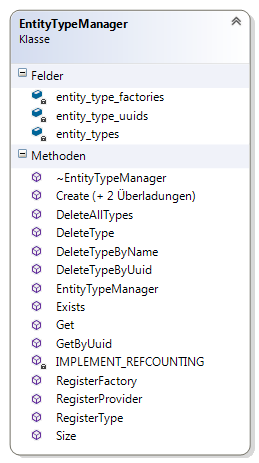 EntityTypeManager
Klasse
Felder
entity_type_factories
entity_type_uuids
entity_types
Methoden
~EntityTypeManager
Create (+ 2 Überladungen)
DeleteAllTypes
DeleteType
DeleteTypeByName
DeleteTypeByUuid
EntityTypeManager
Exists
Get
GetByUuid
IMPLEMENT_REFCOUNTING
RegisterFactory
RegisterProvider
RegisterType
Size